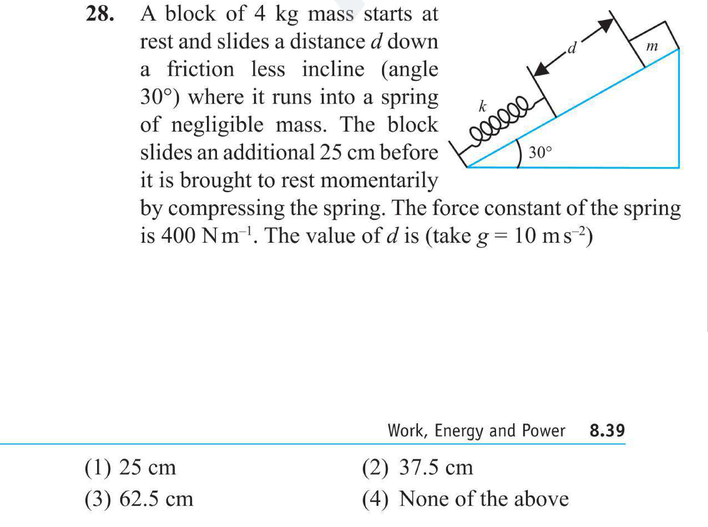 28. A block of 4 kg mass starts at
rest and slides a distance d down
a friction less incline (angle
30°) where it runs into a spring
of negligible mass. The block
slides an additional 25 cm before
it is brought to rest momentarily
by compressing the spring. The force constant of the spring
is 400 N m⁻¹. The value of d is (take g = 10 m s⁻²)
d
m
k
30°
Work, Energy and Power 8.39
(1) 25 cm (2) 37.5 cm
(3) 62.5 cm (4) None of the above